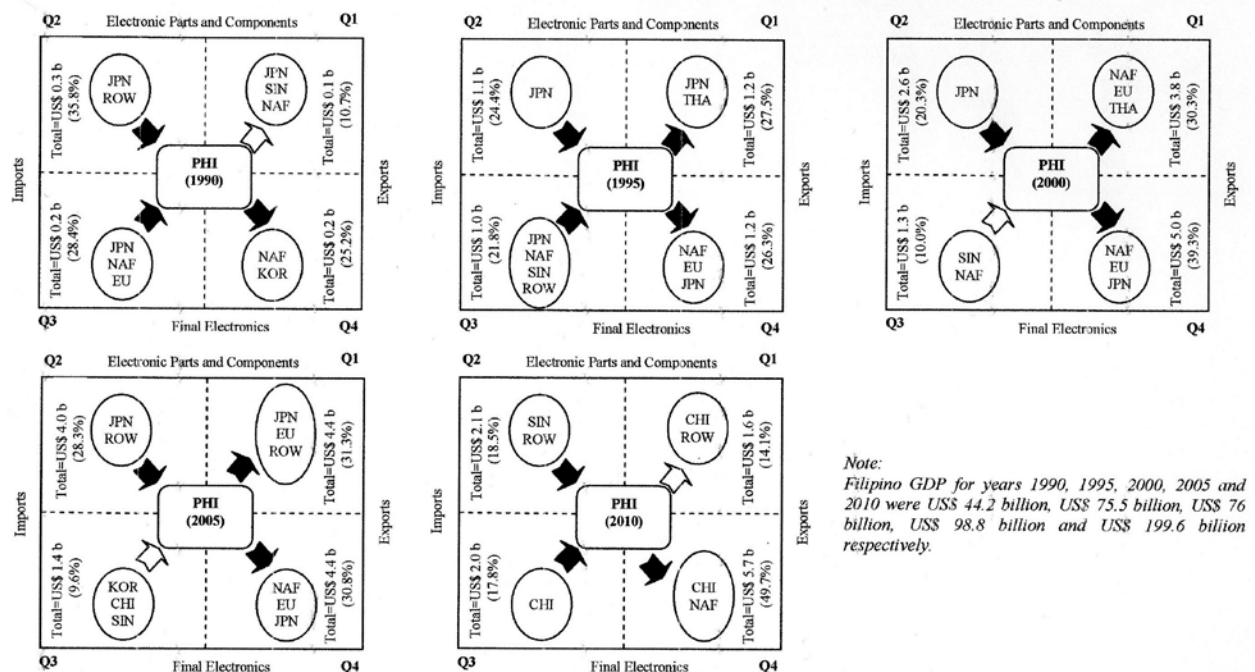 Q2 Electronic Parts and Components Q1
Imports
Total=US$ 0.3 b
(35.8%)
JPN
ROW
JPN
SIN
NAF
Total=US$ 0.1 b
(10.7%)
PHI
(1990)
Total=US$ 0.2 b
(28.4%)
JPN
NAF
EU
NAF
KOR
Total=US$ 0.2 b
(25.2%)
Exports
Q3 Final Electronics Q4
Q2 Electronic Parts and Components Q1
Imports
Total=US$ 1.1 b
(24.4%)
JPN
JPN
THA
Total=US$ 1.2 b
(27.5%)
PHI
(1995)
Total=US$ 1.0 b
(21.8%)
JPN
NAF
SIN
ROW
NAF
EU
JPN
Total=US$ 1.2 b
(26.3%)
Exports
Q3 Final Electronics Q4
Q2 Electronic Parts and Components Q1
Imports
Total=US$ 2.6 b
(20.3%)
JPN
NAF
EU
THA
Total=US$ 3.8 b
(30.3%)
PHI
(2000)
Total=US$ 1.3 b
(10.0%)
SIN
NAF
NAF
EU
JPN
Total=US$ 5.0 b
(39.3%)
Exports
Q3 Final Electronics Q4
Q2 Electronic Parts and Components Q1
Imports
Total=US$ 4.0 b
(28.3%)
JPN
ROW
JPN
EU
ROW
Total=US$ 4.4 b
(31.3%)
PHI
(2005)
Total=US$ 1.4 b
(9.6%)
KOR
CHI
SIN
NAF
EU
JPN
Total=US$ 4.4 b
(30.8%)
Exports
Q3 Final Electronics Q4
Q2 Electronic Parts and Components Q1
Imports
Total=US$ 2.1 b
(18.5%)
SIN
ROW
CHI
ROW
Total=US$ 1.6 b
(14.1%)
PHI
(2010)
Total=US$ 2.0 b
(17.8%)
CHI
CHI
NAF
Total=US$ 5.7 b
(49.7%)
Exports
Q3 Final Electronics Q4
Note:
Filipino GDP for years 1990, 1995, 2000, 2005 and
2010 were US$ 44.2 billion, US$ 75.5 billion, US$ 76
billion, US$ 98.8 billion and US$ 199.6 billion
respectively.